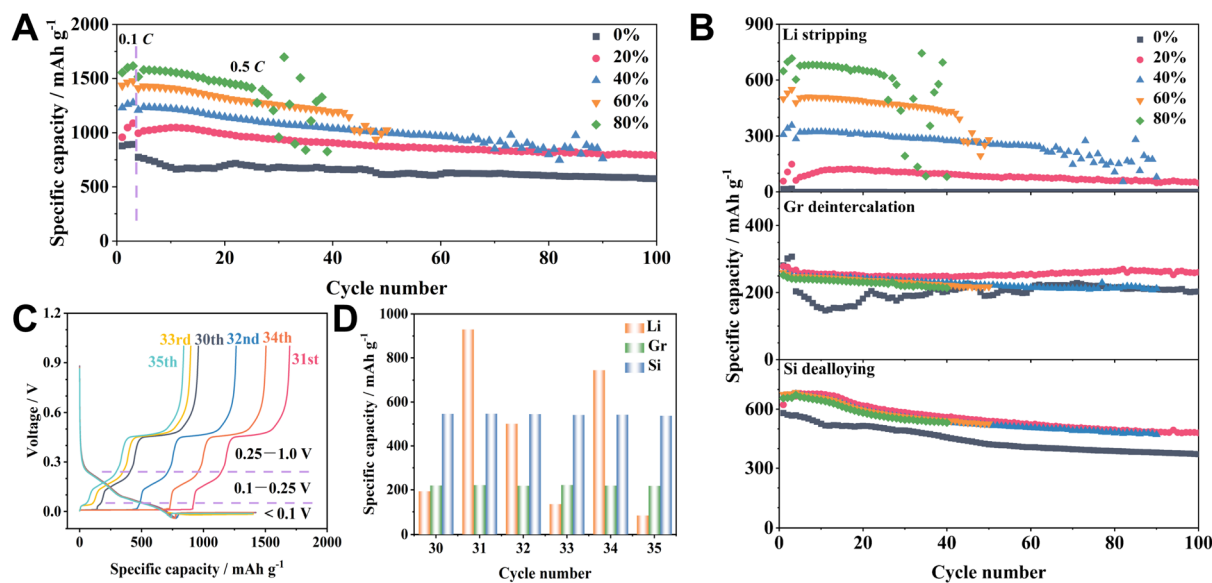 A
0.1 C
0.5 C
0%
20%
40%
60%
80%
2000
1500
1000
500
0
0 20 40 60 80 100
Specific capacity / mAh g-1
Cycle number
B
Li stripping
0%
20%
40%
60%
80%
900
750
600
450
300
150
0
Gr deintercalation
400
200
0
Si dealloying
600
300
0
0 20 40 60 80 100
Specific capacity / mAh g-1
Cycle number
C
33rd 30th 32nd 34th
35th 31st
0.25－1.0 V
0.1－0.25 V
< 0.1 V
1.2
0.9
0.6
0.3
0.0
0 500 1000 1500 2000
Voltage / V
Specific capacity / mAh g-1
D
Li
Gr
Si
1000
800
600
400
200
0
30 31 32 33 34 35
Specific capacity / mAh g-1
Cycle number